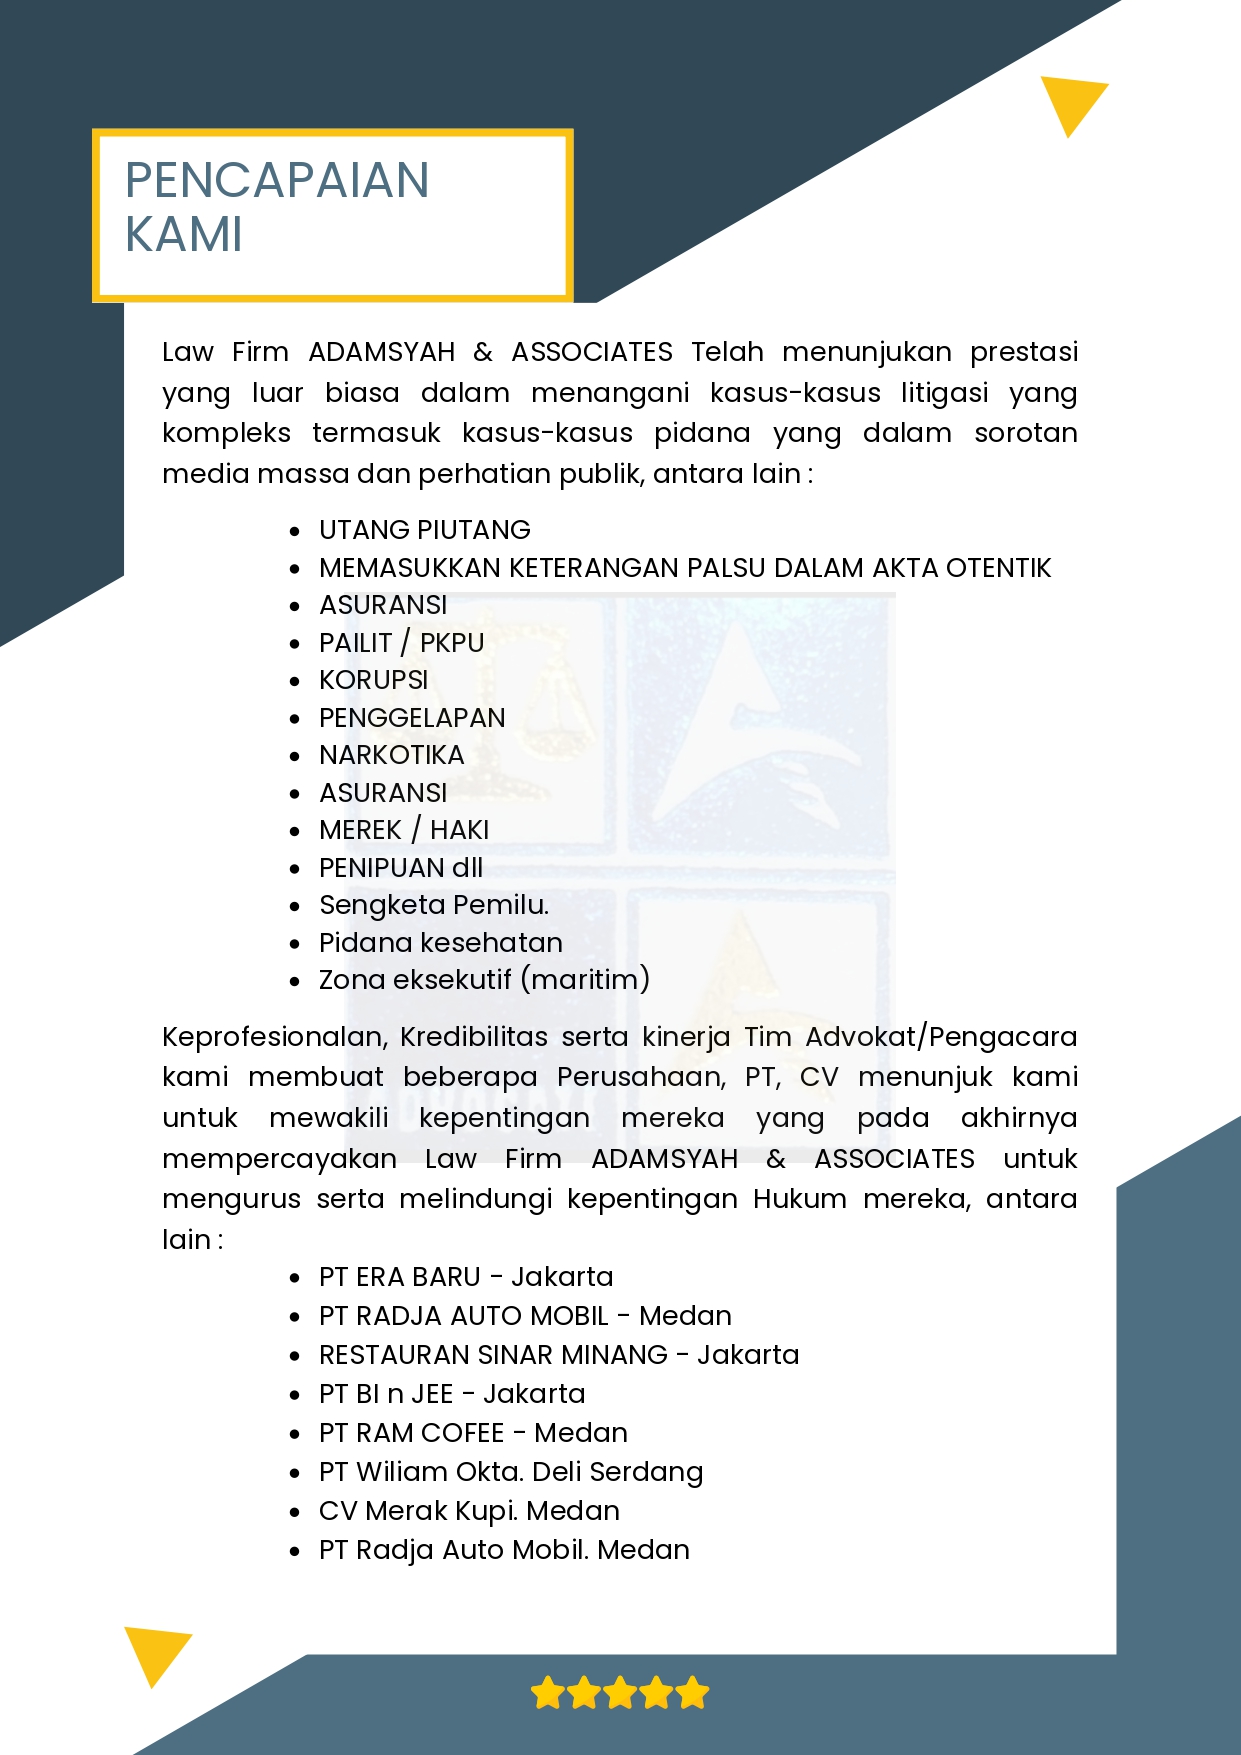 PENCAPAIAN
KAMI
Law Firm ADAMSYAH & ASSOCIATES Telah menunjukan prestasi
yang luar biasa dalam menangani kasus-kasus litigasi yang
kompleks termasuk kasus-kasus pidana yang dalam sorotan
media massa dan perhatian publik, antara lain :
• UTANG PIUTANG
• MEMASUKKAN KETERANGAN PALSU DALAM AKTA OTENTIK
• ASURANSI
• PAILIT / PKPU
• KORUPSI
• PENGGELAPAN
• NARKOTIKA
• ASURANSI
• MEREK / HAKI
• PENIPUAN dll
• Sengketa Pemilu.
• Pidana kesehatan
• Zona eksekutif (maritim)
Keprofesionalan, Kredibilitas serta kinerja Tim Advokat/Pengacara
kami membuat beberapa Perusahaan, PT, CV menunjuk kami
untuk mewakili kepentingan mereka yang pada akhirnya
mempercayakan Law Firm ADAMSYAH & ASSOCIATES untuk
mengurus serta melindungi kepentingan Hukum mereka, antara
lain :
• PT ERA BARU - Jakarta
• PT RADJA AUTO MOBIL - Medan
• RESTAURAN SINAR MINANG - Jakarta
• PT BI n JEE - Jakarta
• PT RAM COFEE - Medan
• PT Wiliam Okta. Deli Serdang
• CV Merak Kupi. Medan
• PT Radja Auto Mobil. Medan